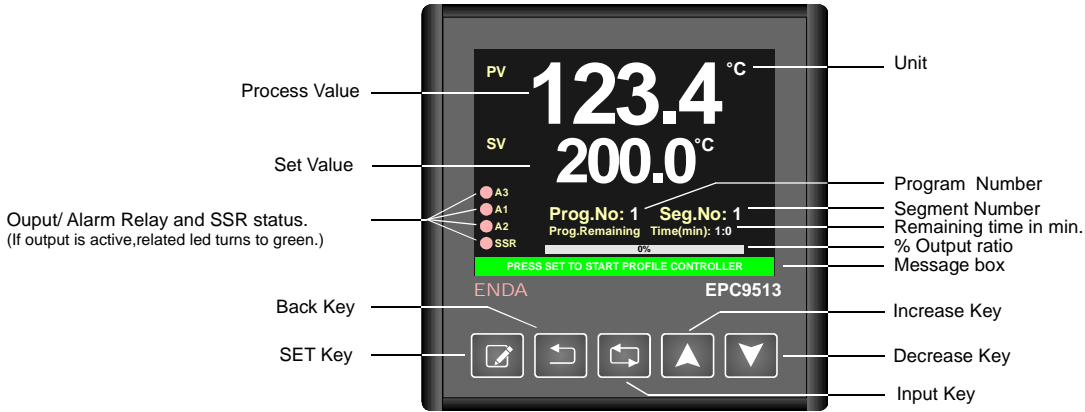 PV
123.4
°C
Unit
Process Value
SV
200.0
°C
Set Value
A3
A1
A2
SSR
Ouput/ Alarm Relay and SSR status.
(If output is active,related led turns to green.)
Prog.No: 1 Seg.No: 1
Prog.Remaining Time(min): 1:0
0%
PRESS SET TO START PROFILE CONTROLLER
Program Number
Segment Number
Remaining time in min.
% Output ratio
Message box
ENDA
EPC9513
Back Key
SET Key
Increase Key
Decrease Key
Input Key